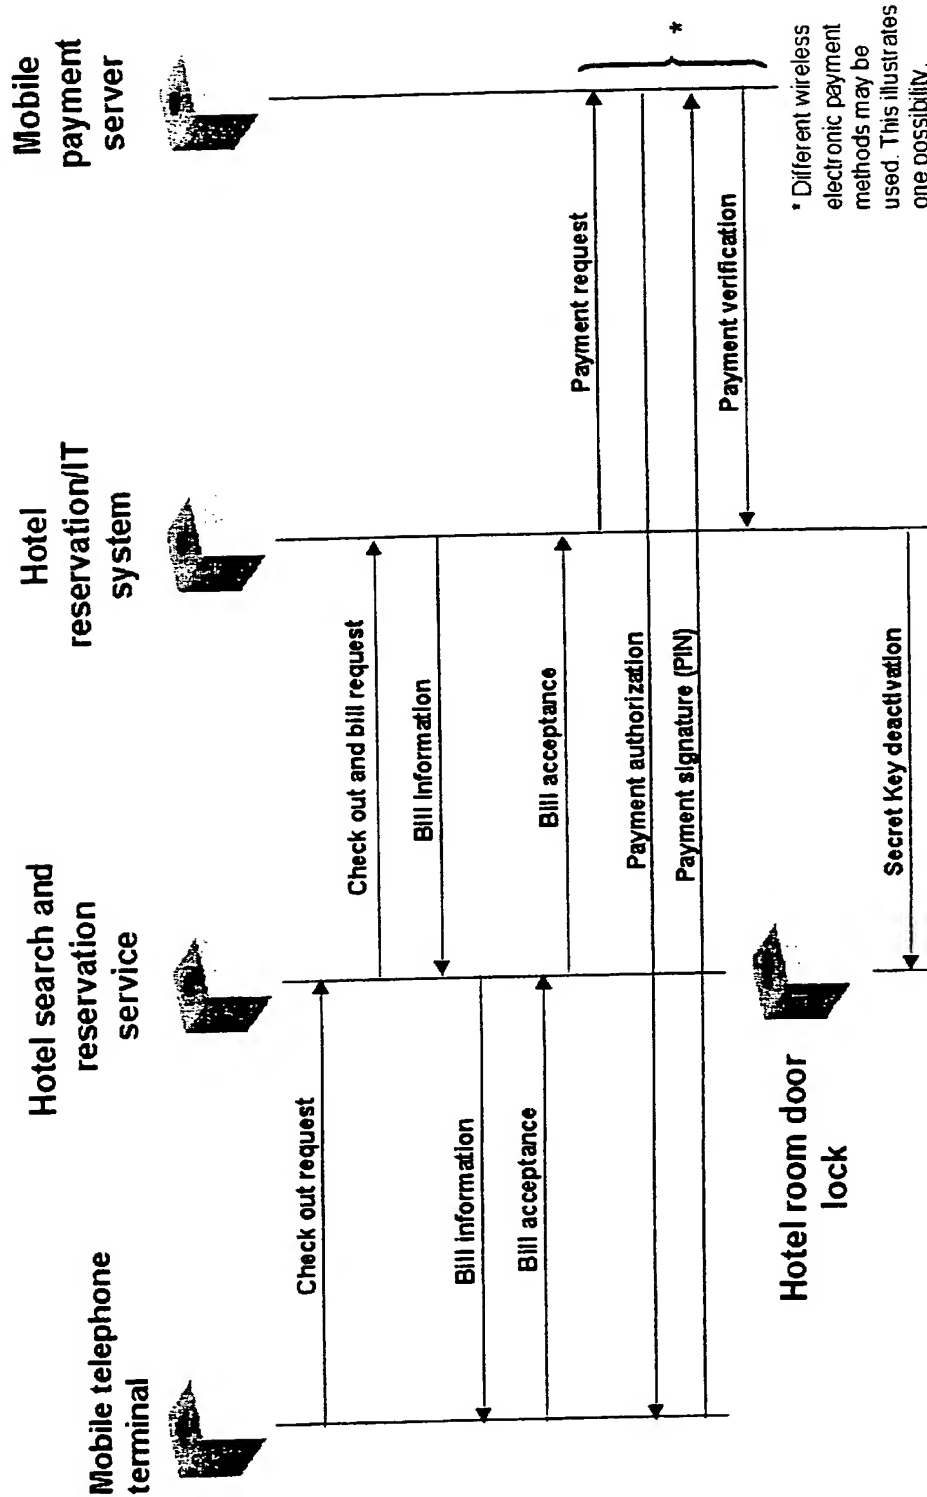 Mobile telephone
terminal
Hotel search and
reservation
service
Hotel
reservation/IT
system
Mobile
payment
server
Check out request
Check out and bill request
Bill Information
Bill information
Bill acceptance
Bill acceptance
Payment request
*
Payment authorization
Payment signature (PIN)
Payment verification
* Different wireless
electronic payment
methods may be
used. This illustrates
one possibility.
Hotel room door
lock
Secret Key deactivation